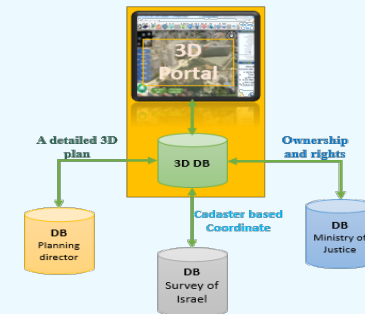 3D
Portal
A detailed 3D
plan
Ownership
and rights
3D DB
Cadaster based
Coordinate
DB
Planning
director
DB
Survey of
Israel
DB
Ministry of
Justice